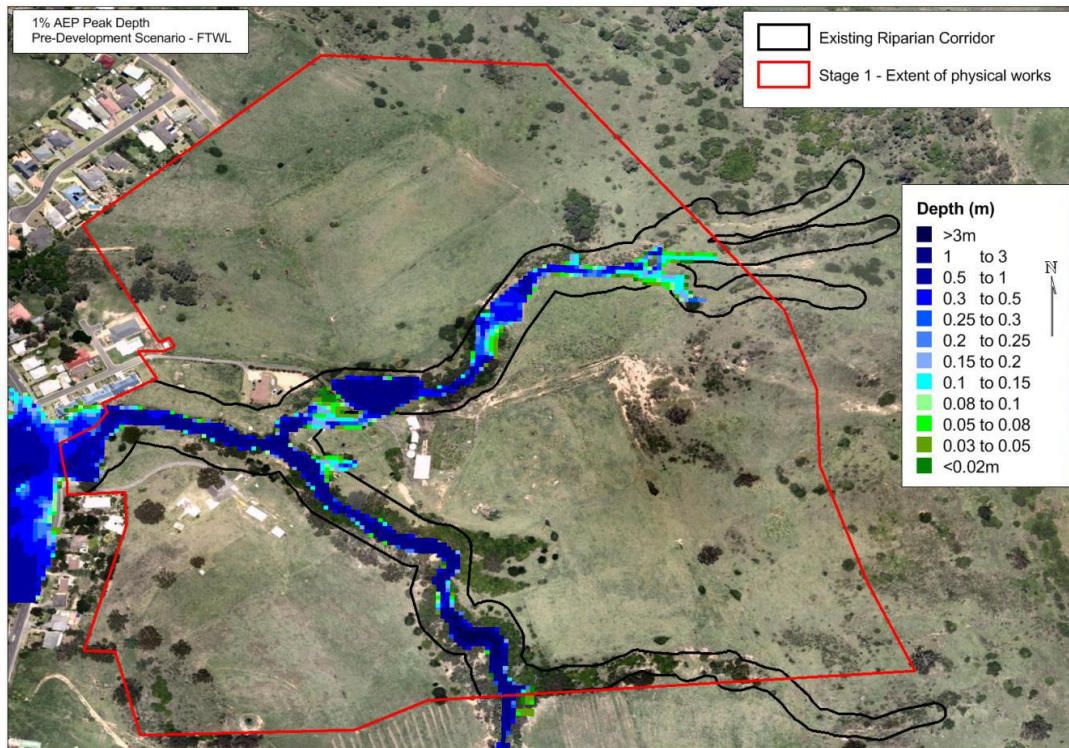 1% AEP Peak Depth
Pre-Development Scenario - FTWL
Existing Riparian Corridor
Stage 1 - Extent of physical works
Depth (m)
>3m
1 to 3
0.5 to 1
0.3 to 0.5
0.25 to 0.3
0.2 to 0.25
0.15 to 0.2
0.1 to 0.15
0.08 to 0.1
0.05 to 0.08
0.03 to 0.05
<0.02m
N